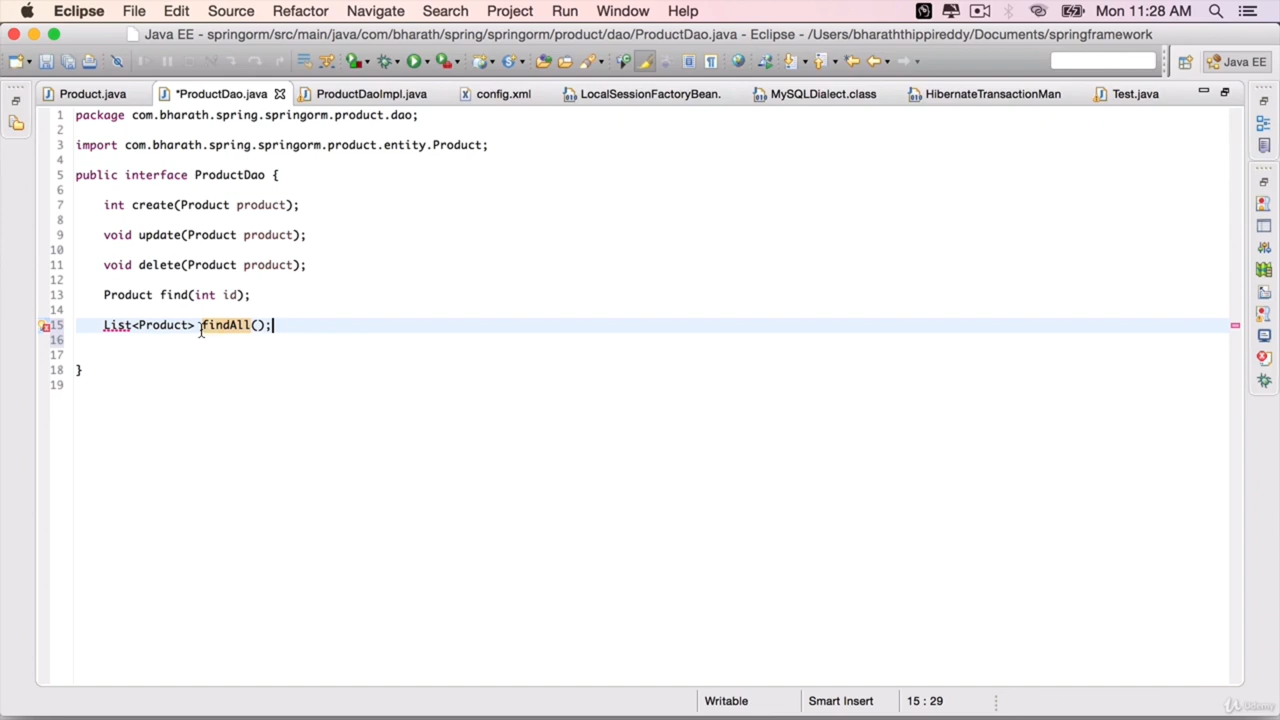 Eclipse File Edit Source Refactor Navigate Search Project Run Window Help Mon 11:28 AM
Java EE - springorm/src/main/java/com/bharath/spring/springorm/product/dao/ProductDao.java - Eclipse - /Users/bharaththippireddy/Documents/springframework
Java EE
Product.java *ProductDao.java ProductDaoImpl.java config.xml LocalSessionFactoryBean. MySQLDialect.class HibernateTransactionMan Test.java
1 package com.bharath.spring.springorm.product.dao;
2
3 import com.bharath.spring.springorm.product.entity.Product;
4
5 public interface ProductDao {
6
7 int create(Product product);
8
9 void update(Product product);
10
11 void delete(Product product);
12
13 Product find(int id);
14
15 List<Product> findAll();
16
17
18 }
19
Writable Smart Insert 15 : 29
Udemy